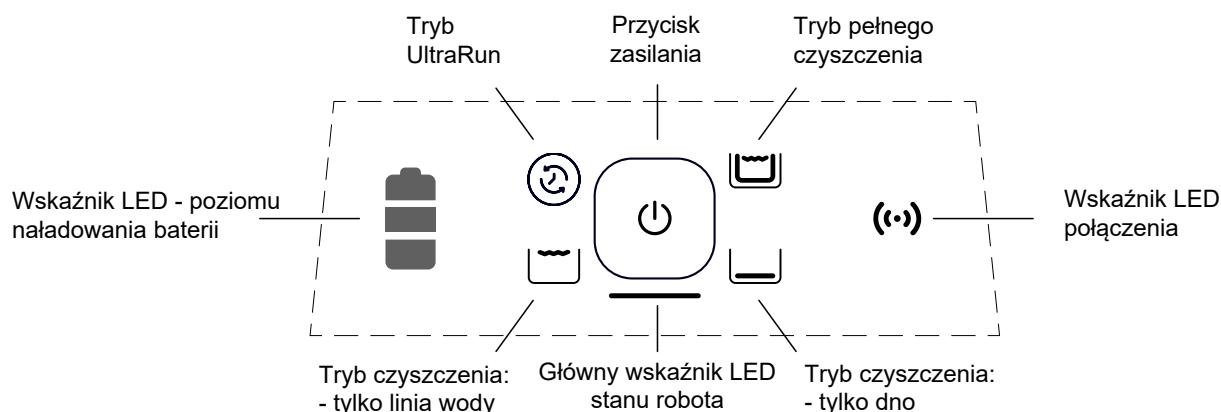 Tryb
UltraRun
Przycisk
zasilania
Tryb pełnego
czyszczenia
Wskaźnik LED - poziomu
naładowania baterii
Wskaźnik LED
połączenia
Tryb czyszczenia:
- tylko linia wody
Główny wskaźnik LED
stanu robota
Tryb czyszczenia:
- tylko dno